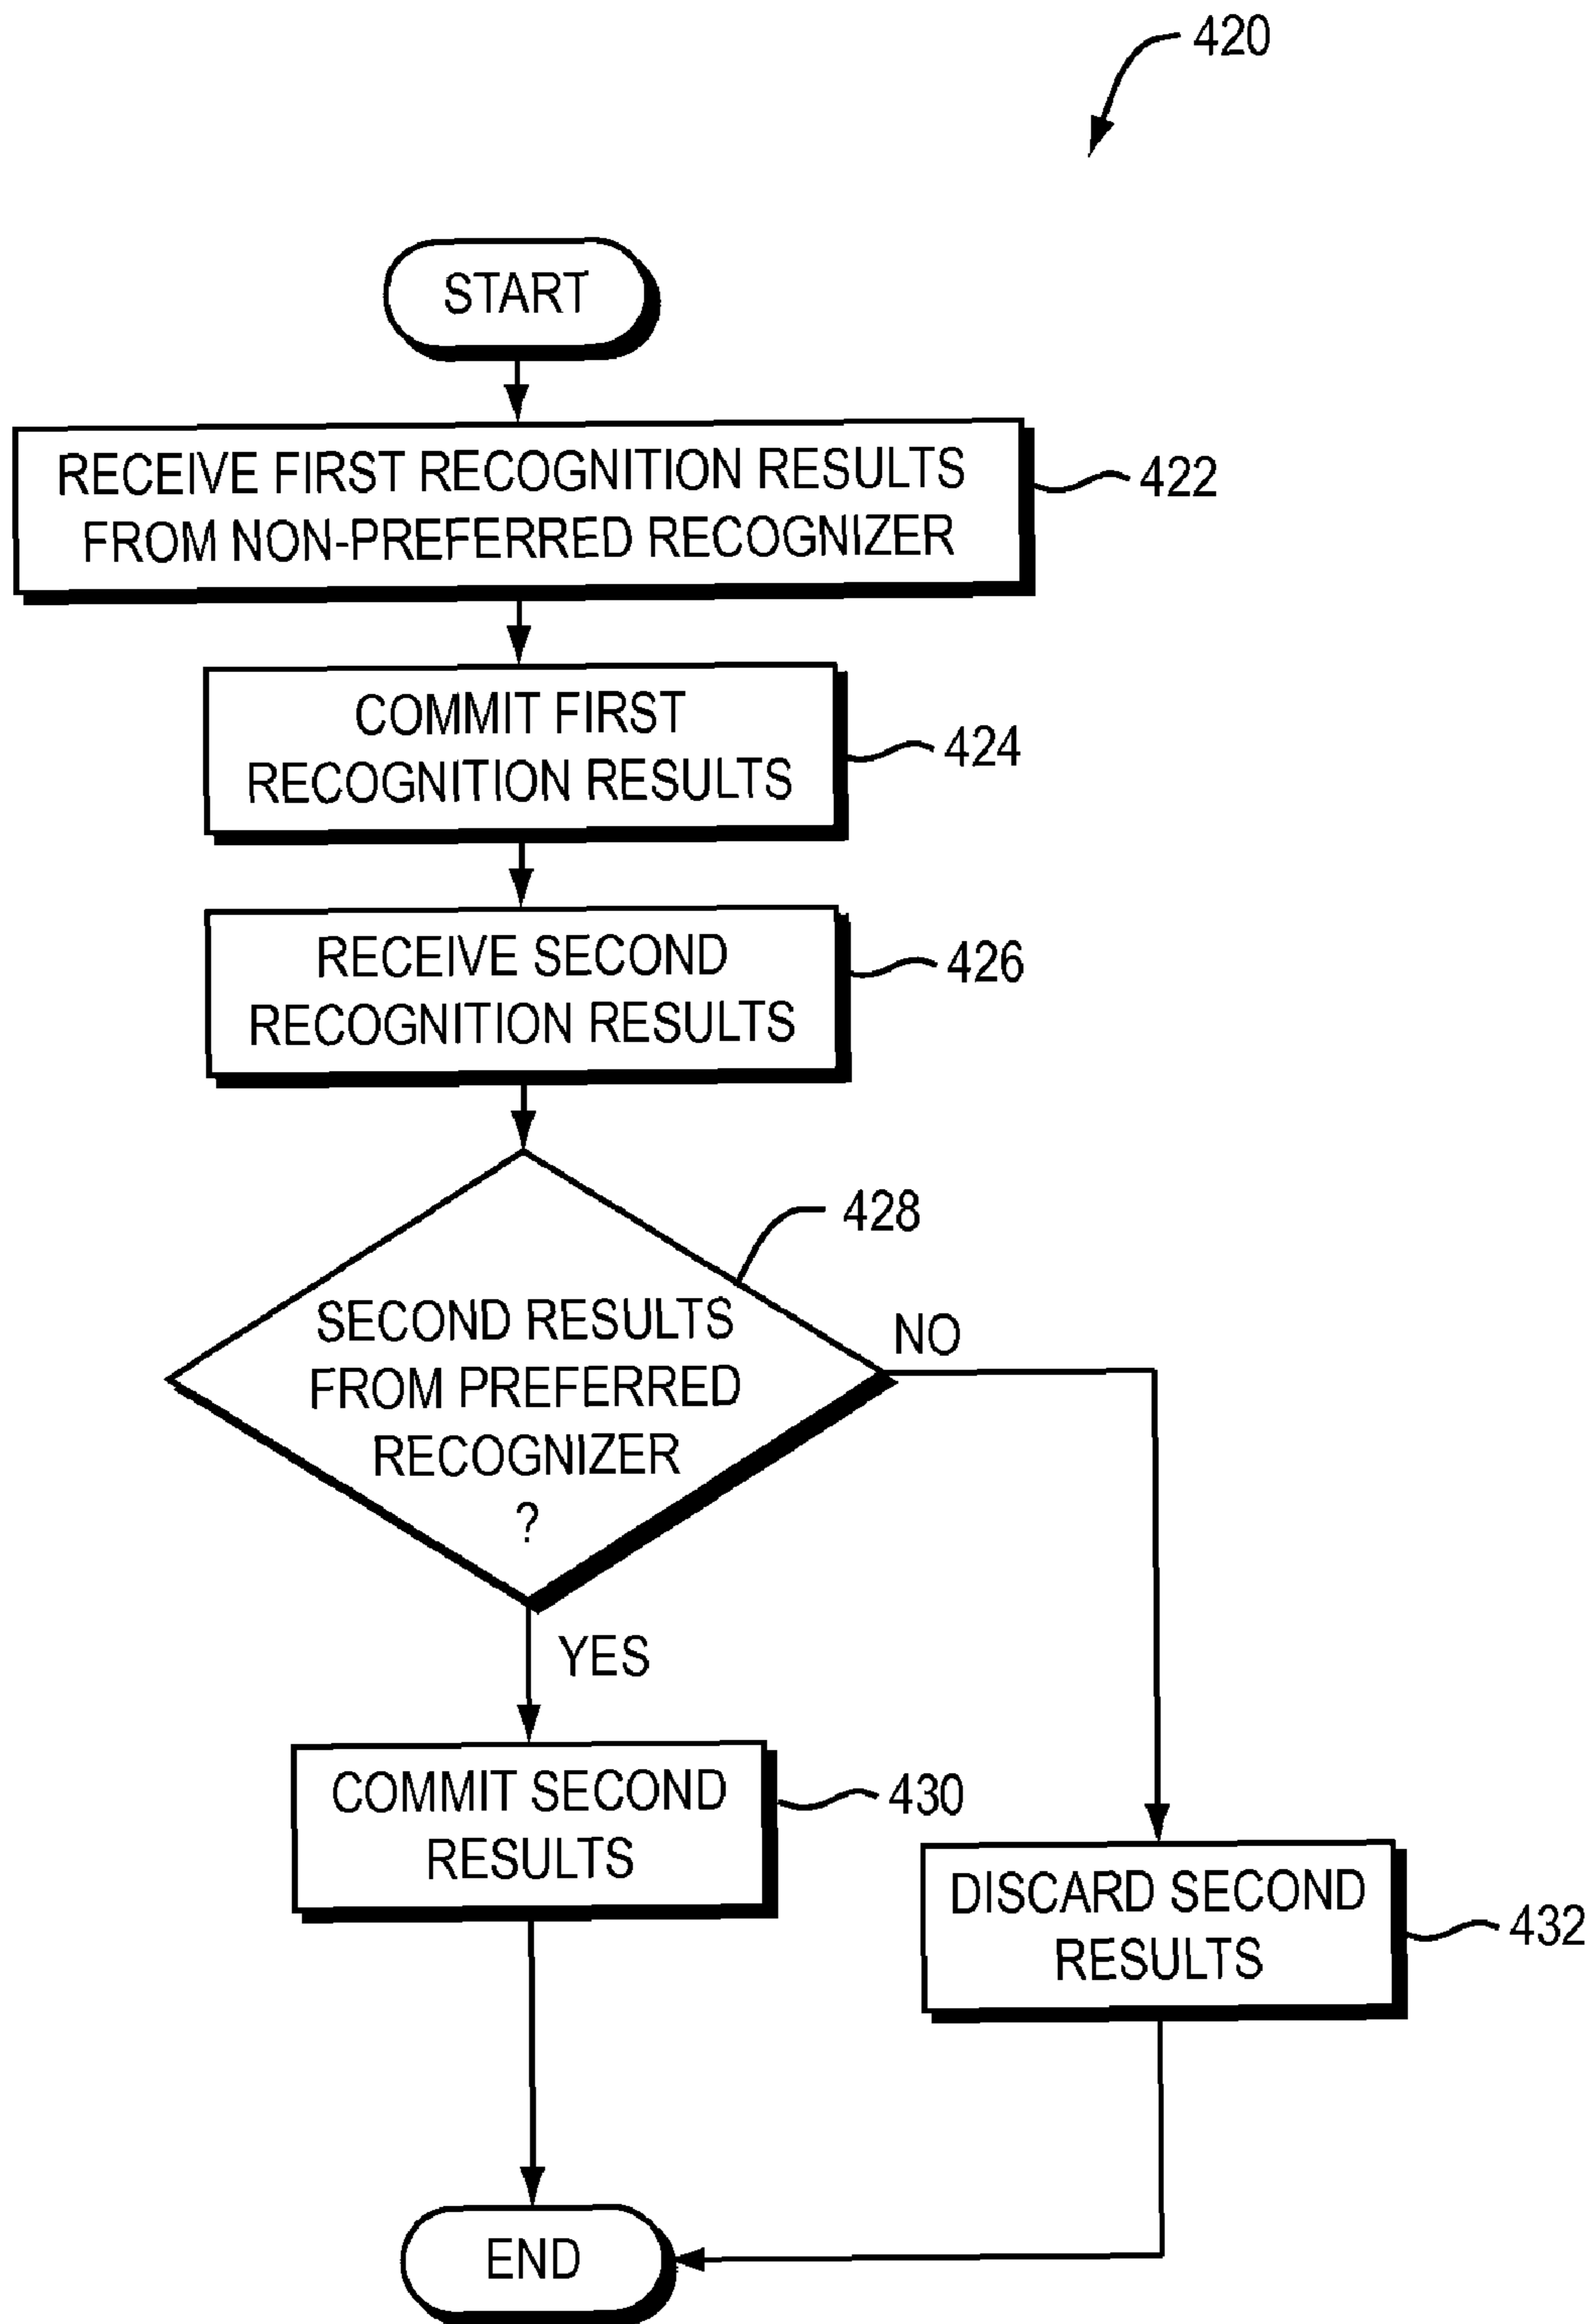 420
START
RECEIVE FIRST RECOGNITION RESULTS
FROM NON-PREFERRED RECOGNIZER
422
COMMIT FIRST
RECOGNITION RESULTS
424
RECEIVE SECOND
RECOGNITION RESULTS
426
428
SECOND RESULTS
FROM PREFERRED
RECOGNIZER
?
NO
YES
COMMIT SECOND
RESULTS
430
DISCARD SECOND
RESULTS
432
END